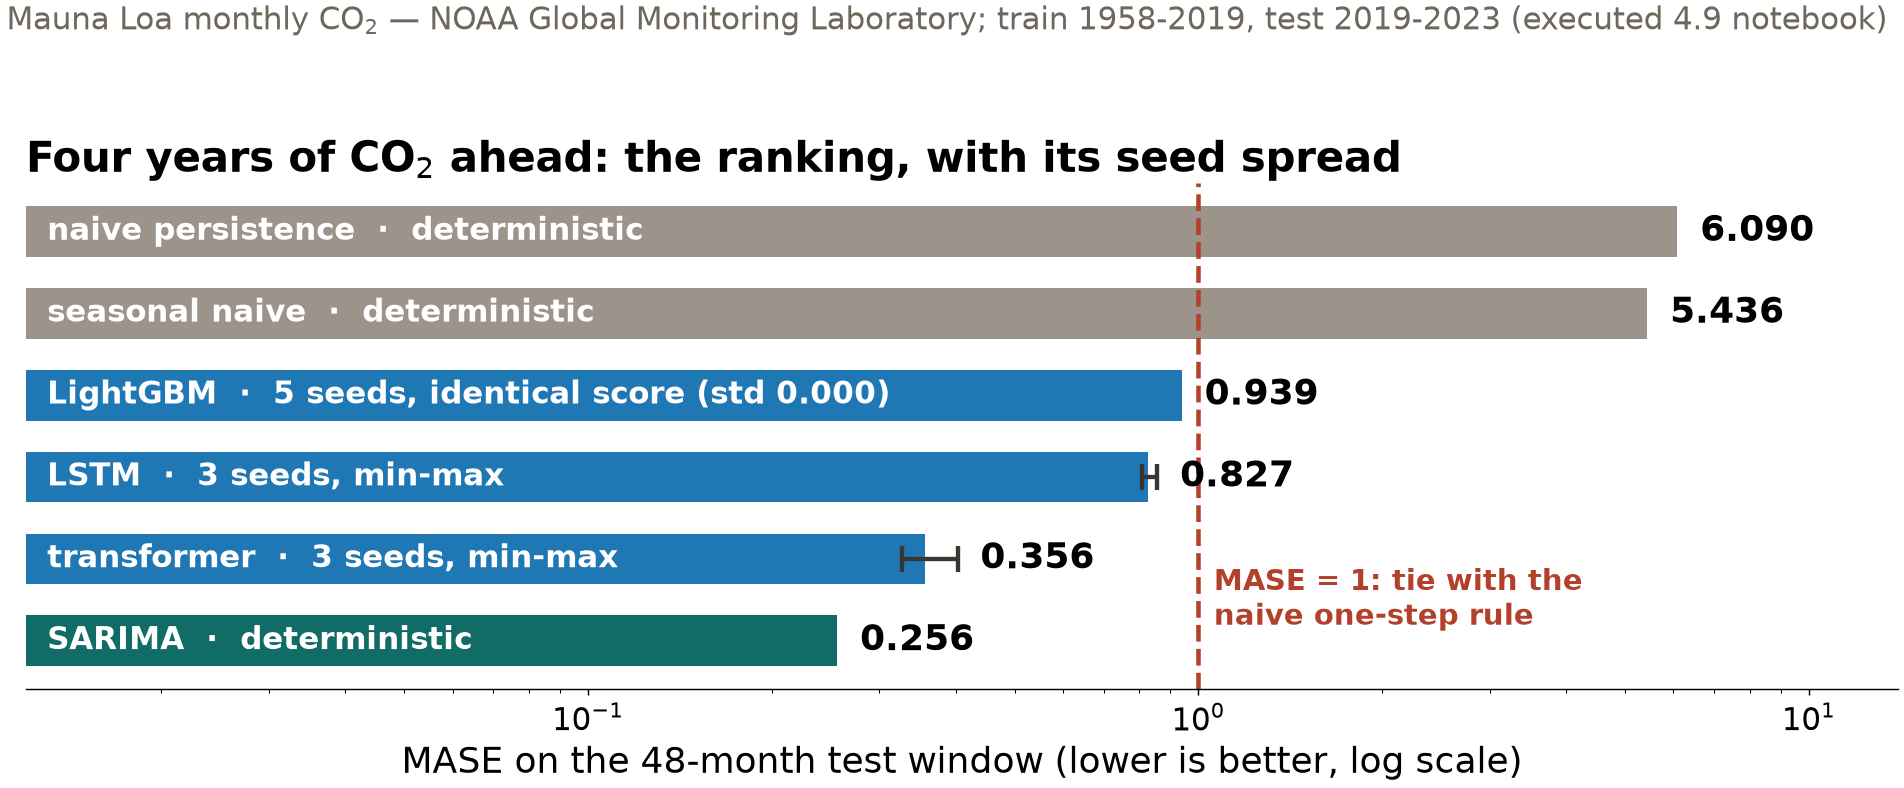 Mauna Loa monthly CO₂ — NOAA Global Monitoring Laboratory; train 1958-2019, test 2019-2023 (executed 4.9 notebook)
Four years of CO₂ ahead: the ranking, with its seed spread
naive persistence · deterministic 6.090
seasonal naive · deterministic 5.436
LightGBM · 5 seeds, identical score (std 0.000) 0.939
LSTM · 3 seeds, min-max 0.827
transformer · 3 seeds, min-max 0.356
MASE = 1: tie with the
naive one-step rule
SARIMA · deterministic 0.256
10⁻¹ 10⁰ 10¹
MASE on the 48-month test window (lower is better, log scale)